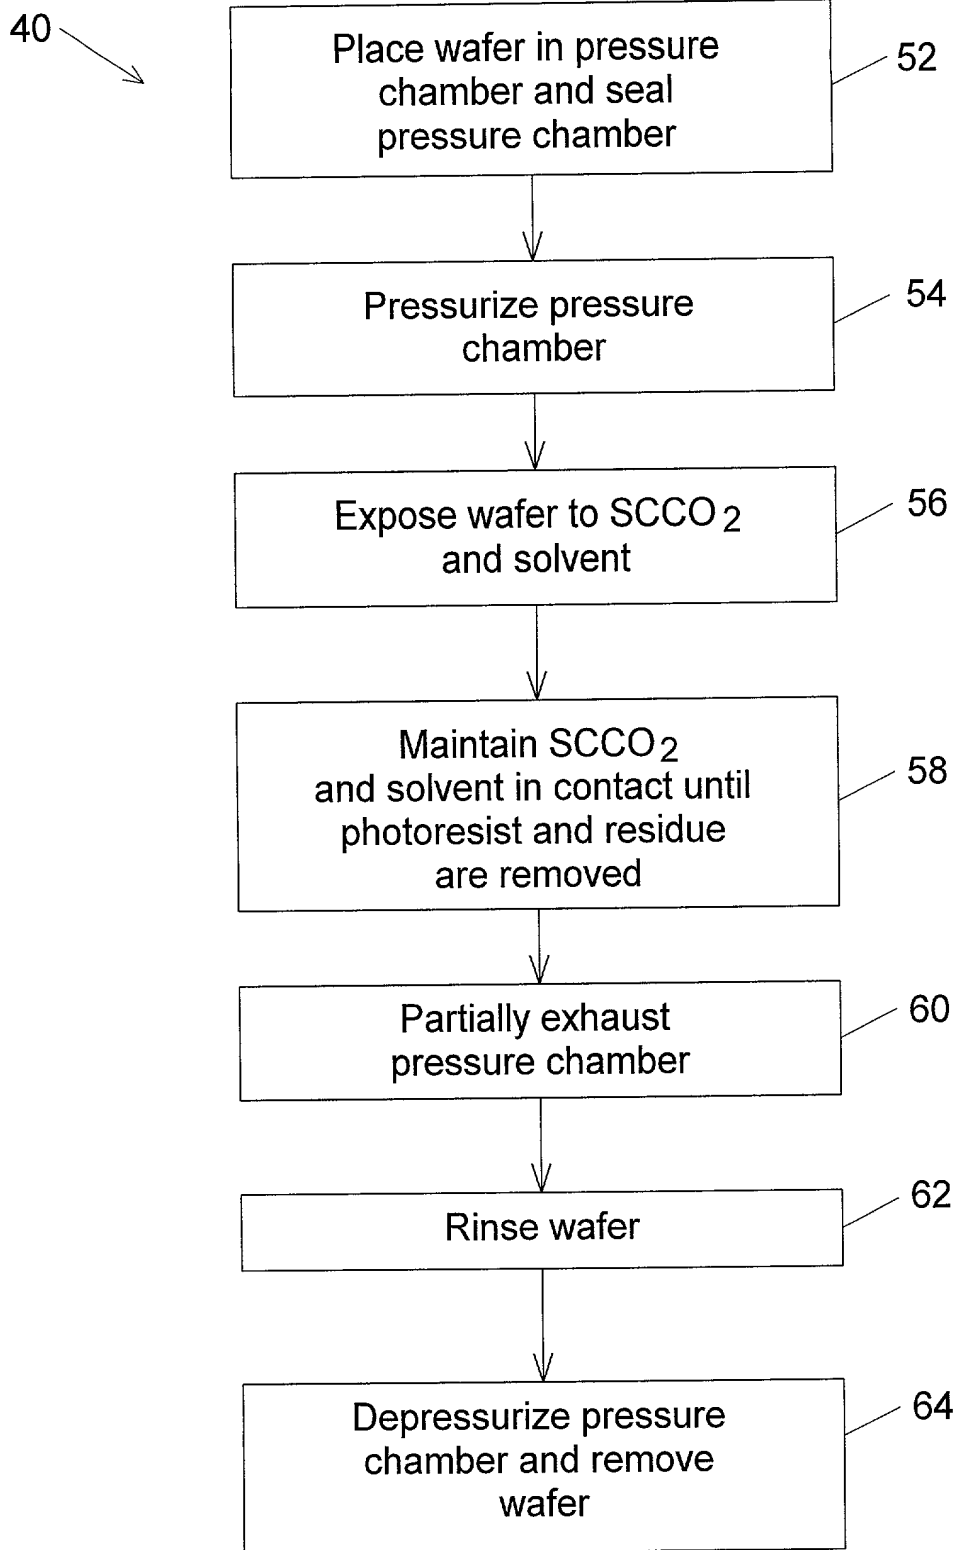 40
Place wafer in pressure
chamber and seal
pressure chamber
52
Pressurize pressure
chamber
54
Expose wafer to SCCO2
and solvent
56
Maintain SCCO2
and solvent in contact until
photoresist and residue
are removed
58
Partially exhaust
pressure chamber
60
Rinse wafer
62
Depressurize pressure
chamber and remove
wafer
64